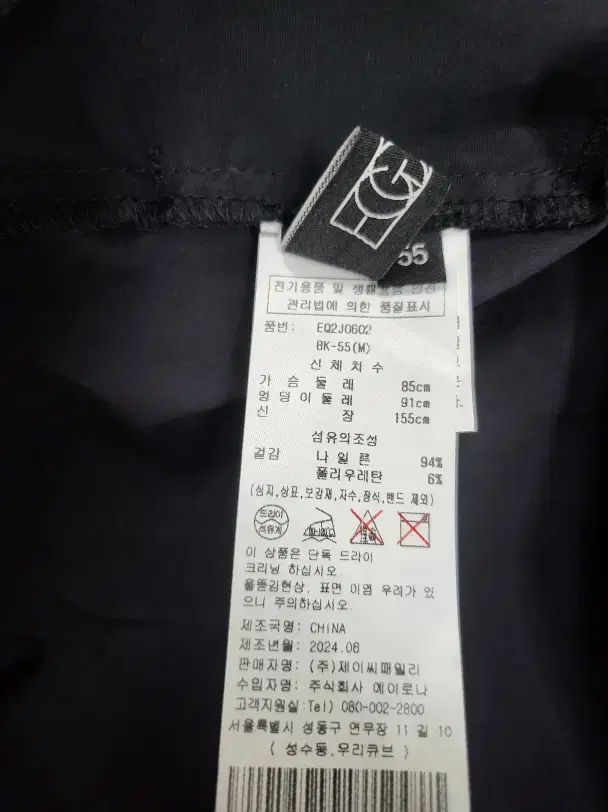 ECG
55
전기용품 및 생활용품 안전
관리법에 의한 품질표시
품번: EQ2J0602
BK-55(M)
신 체 치 수
가 슴 둘 레 85cm
엉 덩 이 둘 레 91cm
신 장 155cm
섬유의조성
겉감 나 일 론 94%
폴리우레탄 6%
(심지,상표,보강재,자수,장식,밴드 제외)
드라이
석유계
이 상품은 단독 드라이
크리닝 하십시오.
올뜯김현상, 표면 이염 우려가 있
으니 주의하십시오.
제조국명: CHINA
제조년월: 2024.06
판매자명: (주)제이씨패밀리
수입자명: 주식회사 에이로나
고객지원실:Tel) 080-002-2800
서울특별시 성동구 연무장 11 길 10
( 성수동,우리큐브 )